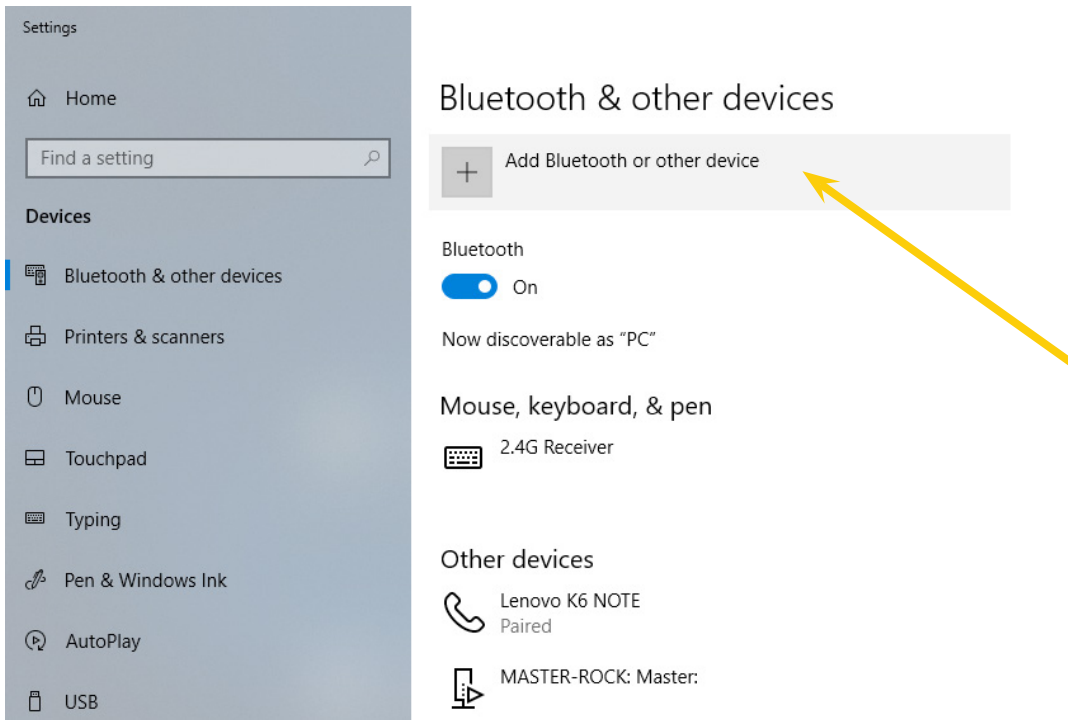 Settings
Home
Find a setting
Devices
Bluetooth & other devices
Printers & scanners
Mouse
Touchpad
Typing
Pen & Windows Ink
AutoPlay
USB
Bluetooth & other devices
Add Bluetooth or other device
Bluetooth
On
Now discoverable as “PC”
Mouse, keyboard, & pen
2.4G Receiver
Other devices
Lenovo K6 NOTE
Paired
MASTER-ROCK: Master: